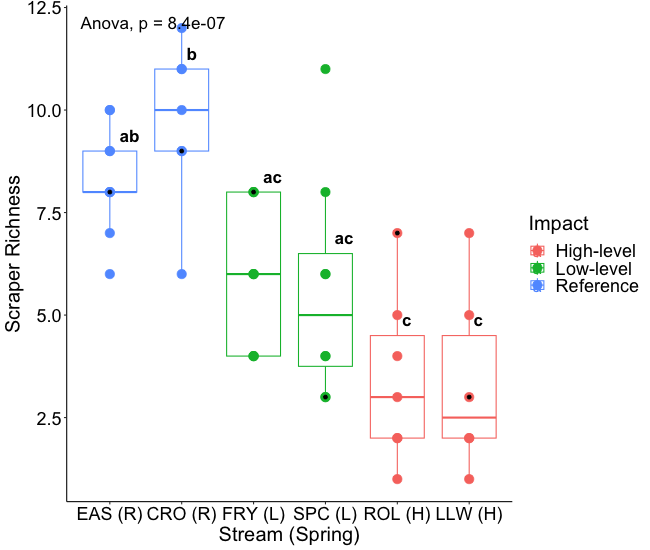 12.5
Anova, p = 8.4e-07
b
10.0
ab
7.5
ac
ac
5.0
c
c
2.5
Scraper Richness
EAS (R) CRO (R) FRY (L) SPC (L) ROL (H) LLW (H)
Stream (Spring)
Impact
High-level
Low-level
Reference